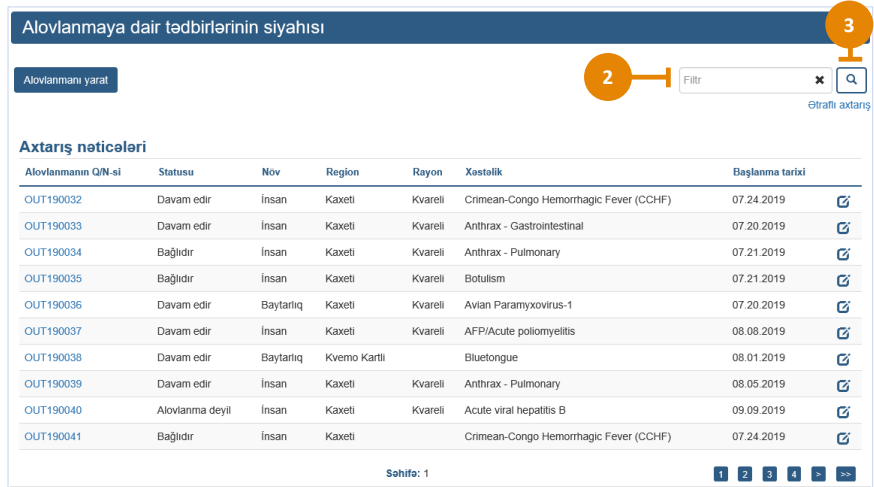 Alovlanmaya dair tədbirlərinin siyahısı
3
2
Alovlanmanı yarat
Filtr
Ətraflı axtarış
Axtarış nəticələri
Alovlanmanın Q/N-si Statusu Növ Region Rayon Xəstəlik Başlanma tarixi
OUT190032 Davam edir İnsan Kaxeti Kvareli Crimean-Congo Hemorrhagic Fever (CCHF) 07.24.2019
OUT190033 Davam edir İnsan Kaxeti Kvareli Anthrax - Gastrointestinal 07.20.2019
OUT190034 Bağlıdır İnsan Kaxeti Kvareli Anthrax - Pulmonary 07.21.2019
OUT190035 Bağlıdır İnsan Kaxeti Kvareli Botulism 07.21.2019
OUT190036 Davam edir Baytarlıq Kaxeti Kvareli Avian Paramyxovirus-1 07.20.2019
OUT190037 Davam edir İnsan Kaxeti Kvareli AFP/Acute poliomyelitis 08.08.2019
OUT190038 Davam edir Baytarlıq Kvemo Kartli Bluetongue 08.01.2019
OUT190039 Davam edir İnsan Kaxeti Kvareli Anthrax - Pulmonary 08.05.2019
OUT190040 Alovlanma deyil İnsan Kaxeti Kvareli Acute viral hepatitis B 09.09.2019
OUT190041 Bağlıdır İnsan Kaxeti Crimean-Congo Hemorrhagic Fever (CCHF) 07.24.2019
Səhifə: 1 1 2 3 4 > >>